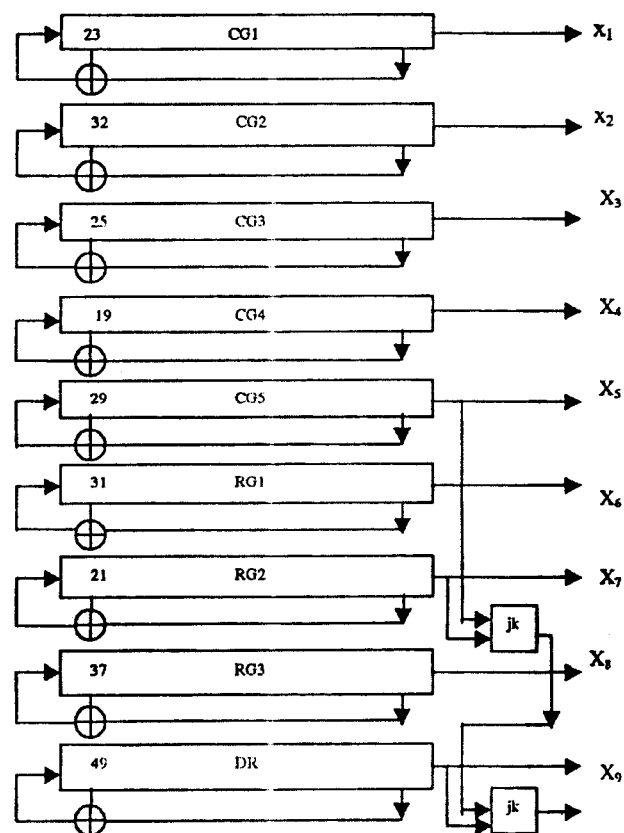 23 CG1 x₁
32 CG2 x₂
25 CG3 X₃
19 CG4 X₄
29 CG5 X₅
31 RG1 X₆
21 RG2 X₇
jk
37 RG3 X₈
49 DR X₉
jk